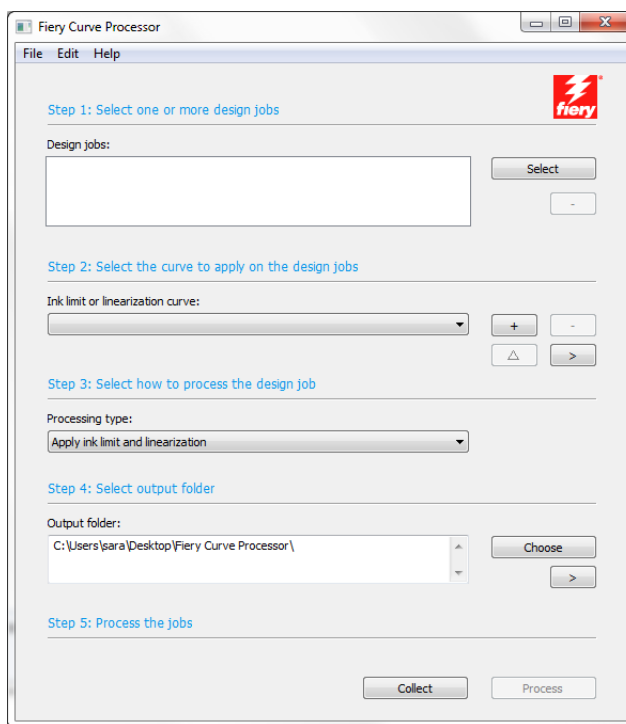 Fiery Curve Processor
File Edit Help
Step 1: Select one or more design jobs
fiery
Design jobs:
Select
-
Step 2: Select the curve to apply on the design jobs
Ink limit or linearization curve:
+ -
△ >
Step 3: Select how to process the design job
Processing type:
Apply ink limit and linearization
Step 4: Select output folder
Output folder:
C:\Users\sara\Desktop\Fiery Curve Processor\
Choose
>
Step 5: Process the jobs
Collect Process